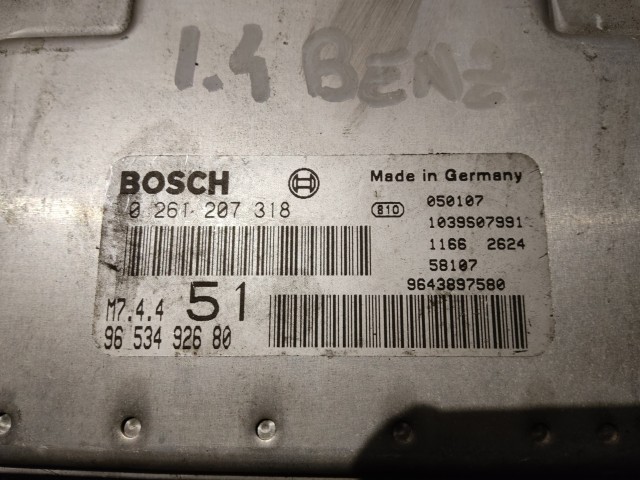 1.4 BENZ
BOSCH
Made in Germany
0 261 207 318
810
050107
1039S07991
1166 2624
58107
9643897580
M7.4.4 51
96 534 926 80